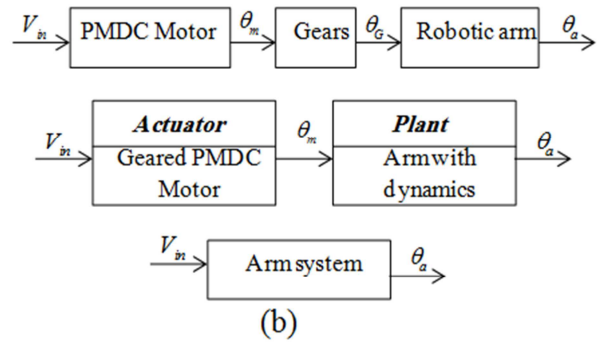 V_in PMDC Motor θ_m Gears θ_G Robotic arm θ_a
Actuator Plant
V_in Geared PMDC θ_m Arm with θ_a
Motor dynamics
V_in Arm system θ_a
(b)